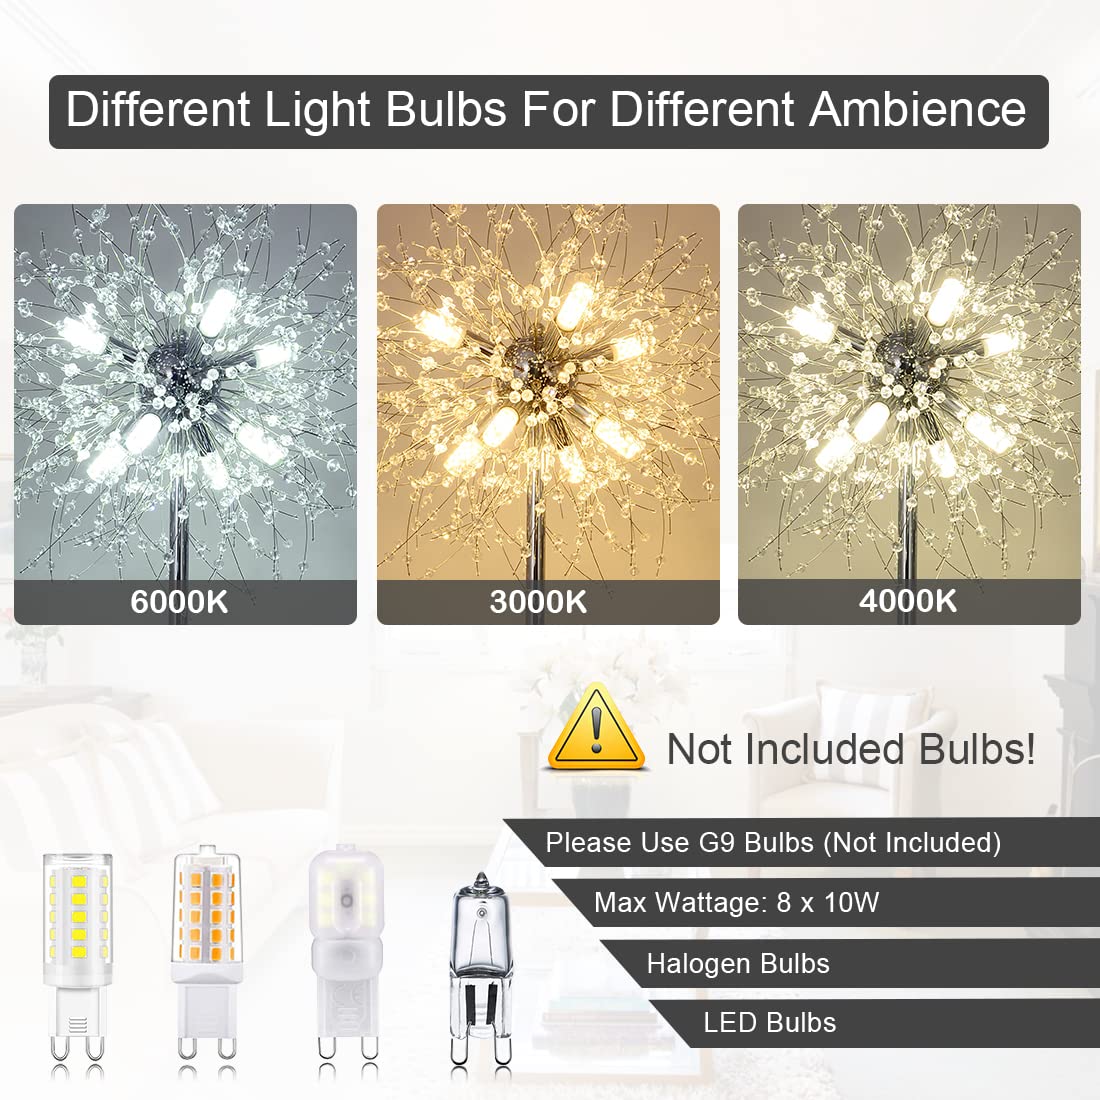 Different Light Bulbs For Different Ambience
6000K
3000K
4000K
Not Included Bulbs!
Please Use G9 Bulbs (Not Included)
Max Wattage: 8 x 10W
Halogen Bulbs
LED Bulbs